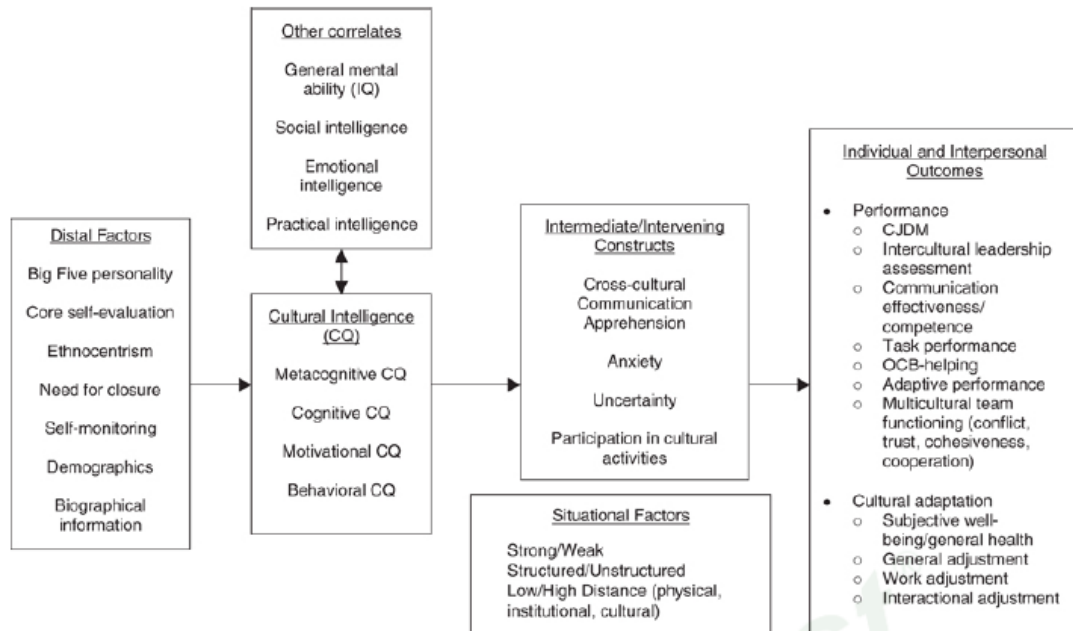 Other correlates
General mental
ability (IQ)
Social intelligence
Emotional
intelligence
Practical intelligence
Distal Factors
Big Five personality
Core self-evaluation
Ethnocentrism
Need for closure
Self-monitoring
Demographics
Biographical
information
Cultural Intelligence
(CQ)
Metacognitive CQ
Cognitive CQ
Motivational CQ
Behavioral CQ
Intermediate/Intervening
Constructs
Cross-cultural
Communication
Apprehension
Anxiety
Uncertainty
Participation in cultural
activities
Situational Factors
Strong/Weak
Structured/Unstructured
Low/High Distance (physical,
institutional, cultural)
Individual and Interpersonal
Outcomes
• Performance
o CJDM
o Intercultural leadership
assessment
o Communication
effectiveness/
competence
o Task performance
o OCB-helping
o Adaptive performance
o Multicultural team
functioning (conflict,
trust, cohesiveness,
cooperation)
• Cultural adaptation
o Subjective well-
being/general health
o General adjustment
o Work adjustment
o Interactional adjustment